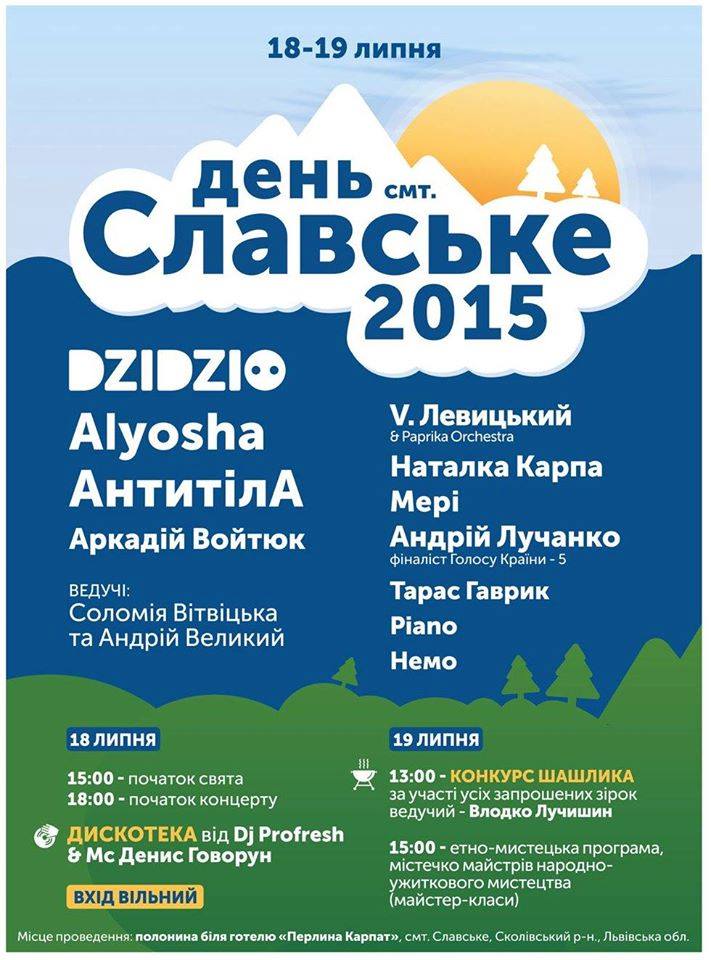 18-19 липня
день смт.
Славське
2015
DZIDZIO
Alyosha
АнтитілА
Аркадій Войтюк
ВЕДУЧІ:
Соломія Вітвіцька
та Андрій Великий
V. Левицький
& Paprika Orchestra
Наталка Карпа
Мері
Андрій Лучанко
фіналіст Голосу Країни - 5
Тарас Гаврик
Piano
Немо
18 ЛИПНЯ
15:00 - початок свята
18:00 - початок концерту
ДИСКОТЕКА від Dj Profresh
& Мс Денис Говорун
ВХІД ВІЛЬНИЙ
19 ЛИПНЯ
13:00 - КОНКУРС ШАШЛИКА
за участі усіх запрошених зірок
ведучий - Влодко Лучишин
15:00 - етно-мистецька програма,
містечко майстрів народно-
ужиткового мистецтва
(майстер-класи)
Місце проведення: полонина біля готелю «Перлина Карпат», смт. Славське, Сколівський р-н., Львівська обл.